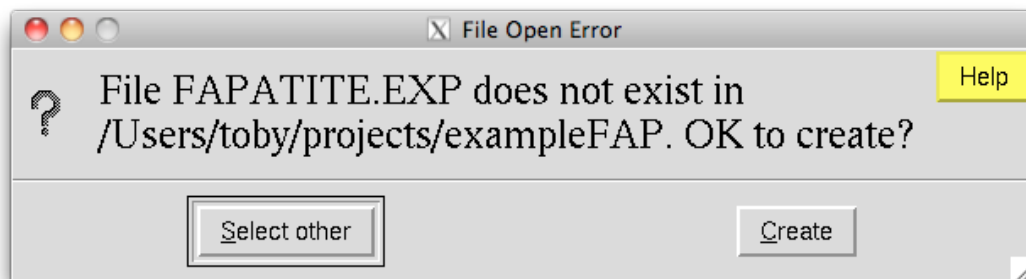 File Open Error
File FAPATITE.EXP does not exist in
/Users/toby/projects/exampleFAP. OK to create?
Help
Select other
Create